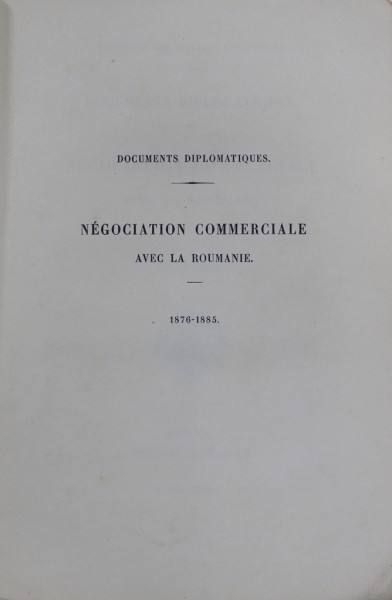 DOCUMENTS DIPLOMATIQUES.
NÉGOCIATION COMMERCIALE
AVEC LA ROUMANIE.
1876-1885.